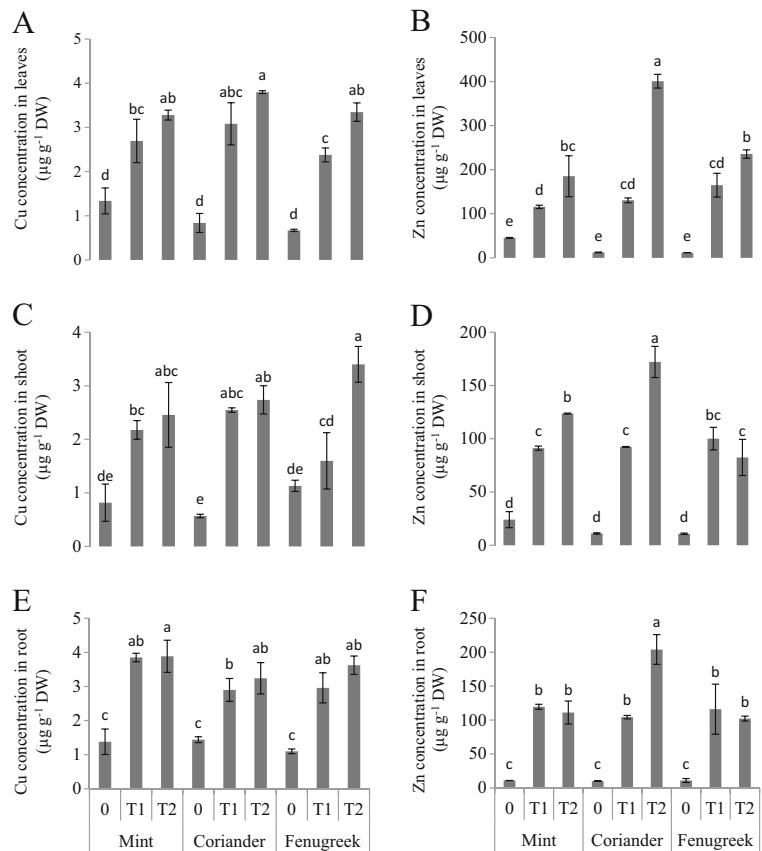 A
Cu concentration in leaves
(µg g-1 DW)
5
4
3
2
1
0
d
bc
ab
d
abc
a
d
c
ab
B
Zn concentration in leaves
(µg g-1 DW)
500
400
300
200
100
0
e
d
bc
e
cd
a
e
cd
b
C
Cu concentration in shoot
(µg g-1 DW)
4
3
2
1
0
de
bc
abc
e
abc
ab
de
cd
a
D
Zn concentration in shoot
(µg g-1 DW)
200
150
100
50
0
d
c
b
d
c
a
d
bc
c
E
Cu concentration in root
(µg g-1 DW)
5
4
3
2
1
0
c
ab
a
c
b
ab
c
ab
ab
0 T1 T2 0 T1 T2 0 T1 T2
Mint Coriander Fenugreek
F
Zn concentration in root
(µg g-1 DW)
250
200
150
100
50
0
c
b
b
c
b
a
c
b
b
0 T1 T2 0 T1 T2 0 T1 T2
Mint Coriander Fenugreek